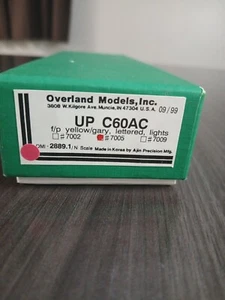 Overland Models, Inc.
3808 W. Kilgore Ave. Muncie, IN 47304 U.S.A. 09/99
UP C60AC
f/p yellow/gary, lettered, lights
#7002 #7005 #7009
OMI - 2889.1/N Scale Made in Korea by Ajin Precision Mfg.